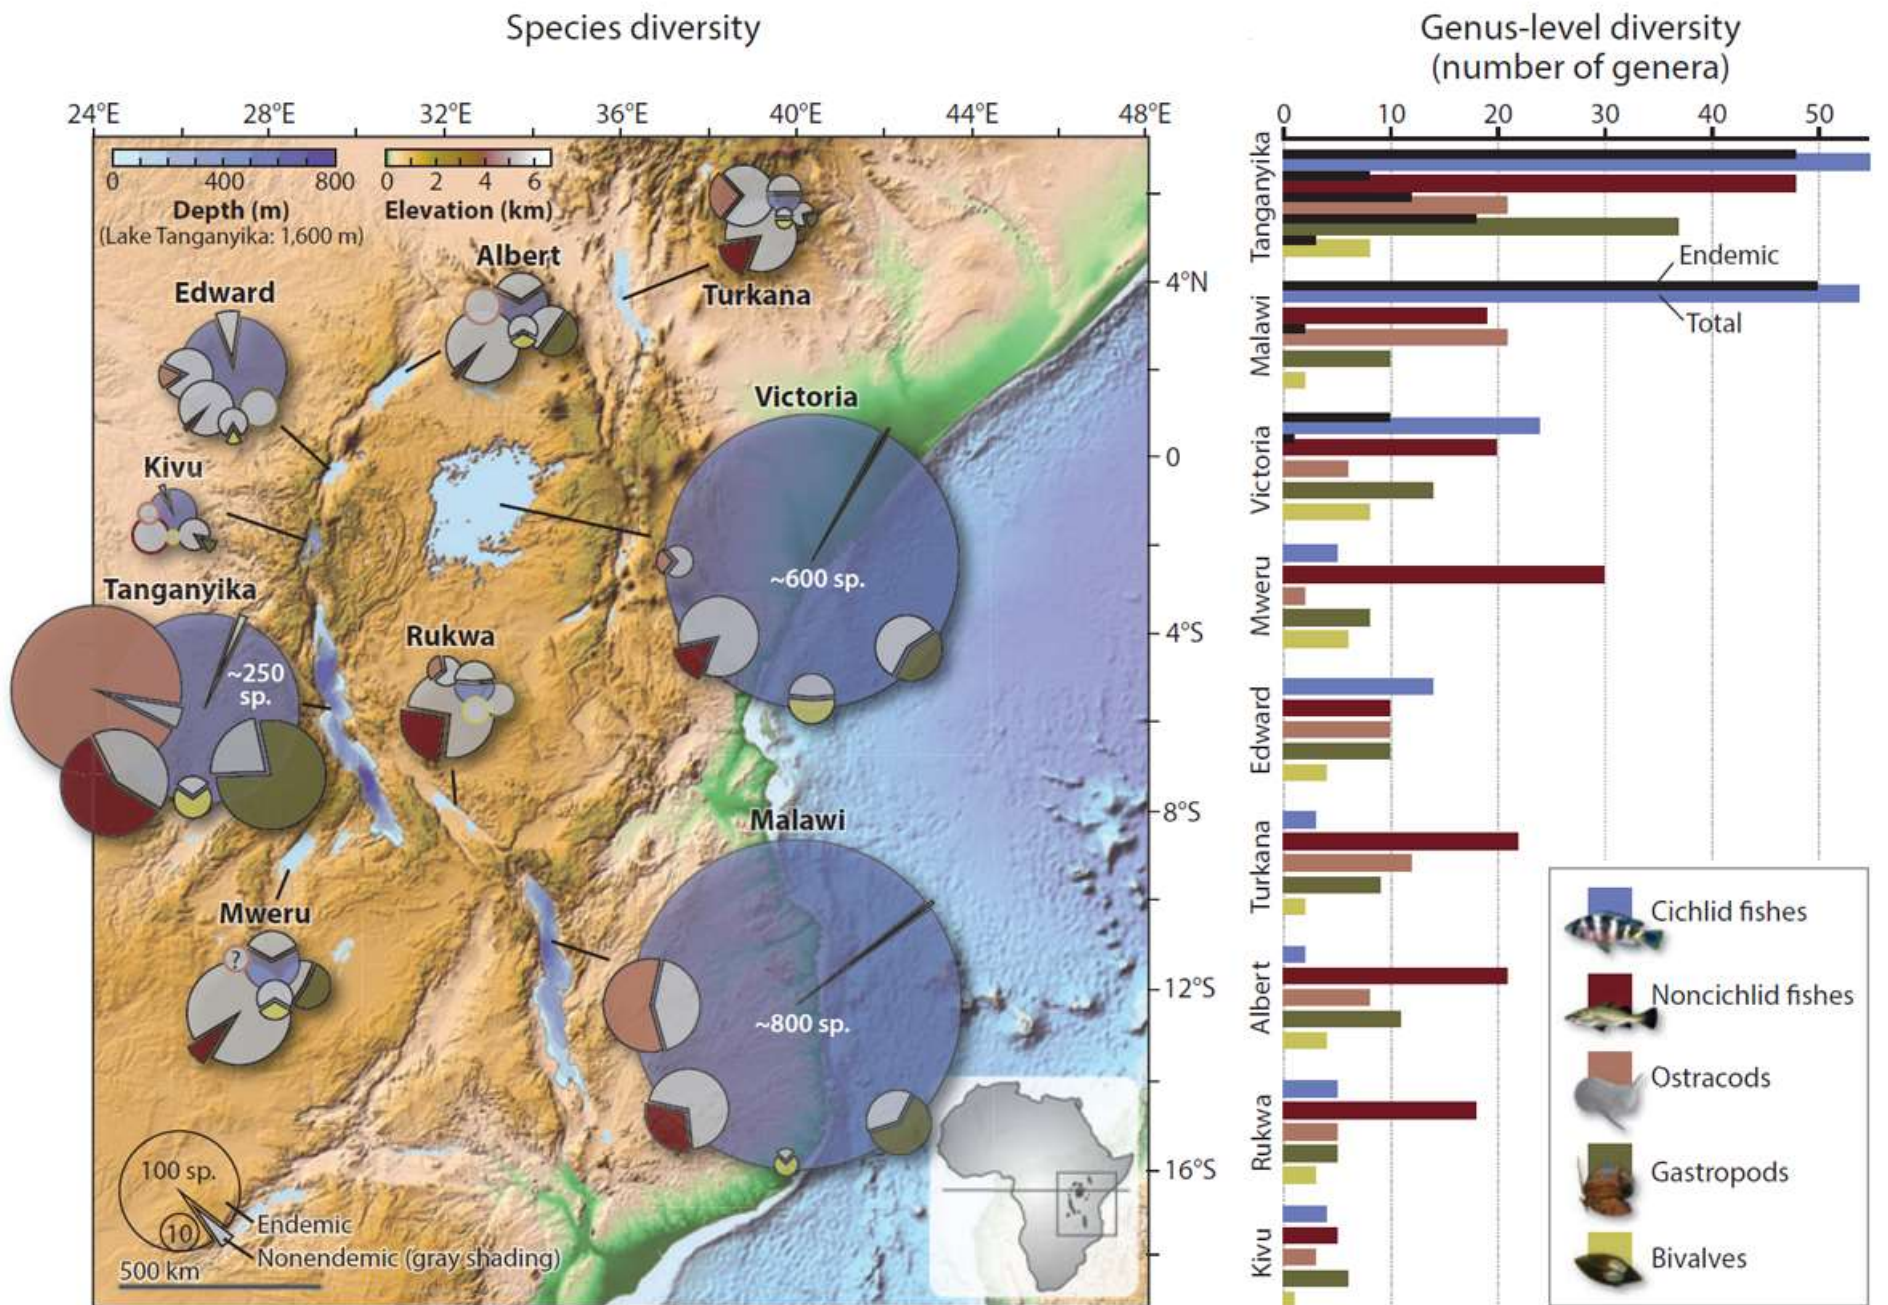 Species diversity
Genus-level diversity
(number of genera)
24°E 28°E 32°E 36°E 40°E 44°E 48°E
0 10 20 30 40 50
0 400 800
Depth (m)
(Lake Tanganyika: 1,600 m)
0 2 4 6
Elevation (km)
Albert
Edward
Turkana
Kivu
Victoria
~600 sp.
Tanganyika
~250
sp.
Rukwa
Malawi
~800 sp.
Mweru
?
4°N
0
4°S
8°S
12°S
16°S
100 sp.
10
Endemic
Nonendemic (gray shading)
500 km
Tanganyika
Endemic
Total
Malawi
Victoria
Mweru
Edward
Turkana
Albert
Rukwa
Kivu
Cichlid fishes
Noncichlid fishes
Ostracods
Gastropods
Bivalves